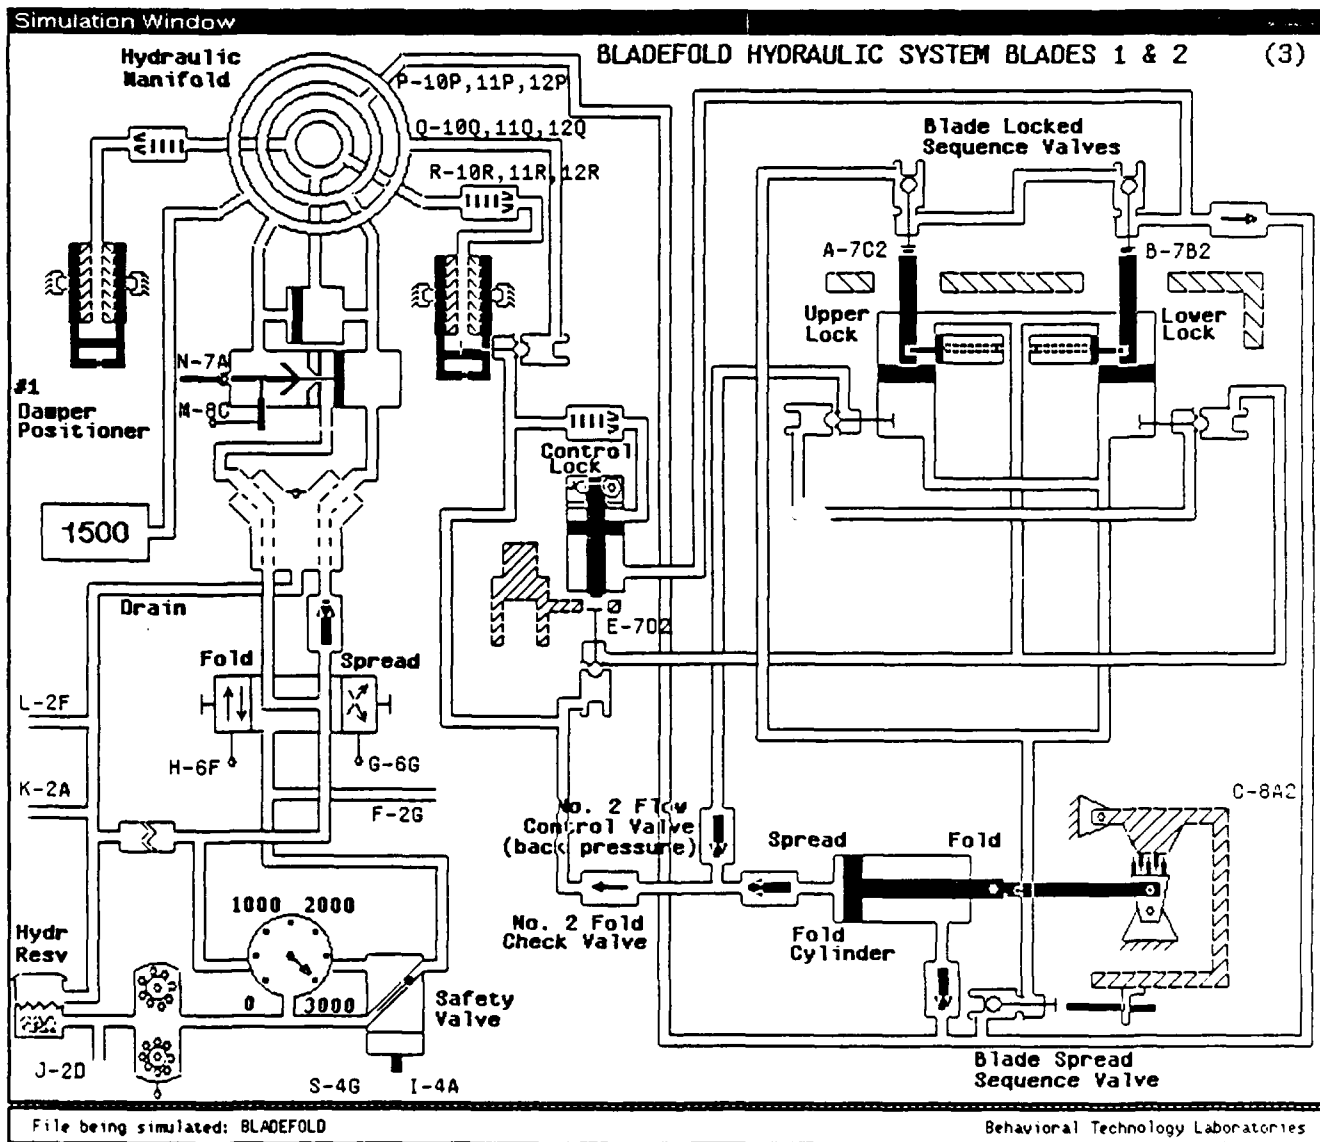 Simulation Window
BLADEFOLD HYDRAULIC SYSTEM BLADES 1 & 2 (3)
Hydraulic
Manifold
P-10P,11P,12P
Q-10Q,11Q,12Q
R-10R,11R,12R
Blade Locked
Sequence Valves
A-7C2
B-7B2
Upper
Lock
Lower
Lock
N-7A
M-8C
#1
Damper
Positioner
Control
Lock
1500
Drain
E-702
Fold
Spread
L-2F
H-6F
G-6G
K-2A
F-2G
C-8A2
No. 2 Flow
Control Valve
(back pressure)
Spread
Fold
1000 2000
No. 2 Fold
Check Valve
Fold
Cylinder
Hydr
Resv
0 3000
Safety
Valve
J-2D
S-4G
I-4A
Blade Spread
Sequence Valve
File being simulated: BLADEFOLD
Behavioral Technology Laboratories